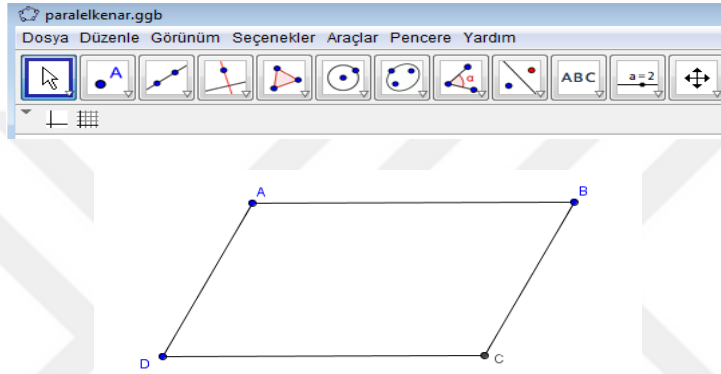 paralelkenar.ggb
Dosya Düzenle Görünüm Seçenekler Araçlar Pencere Yardım
A α ABC a=2
A B
D C